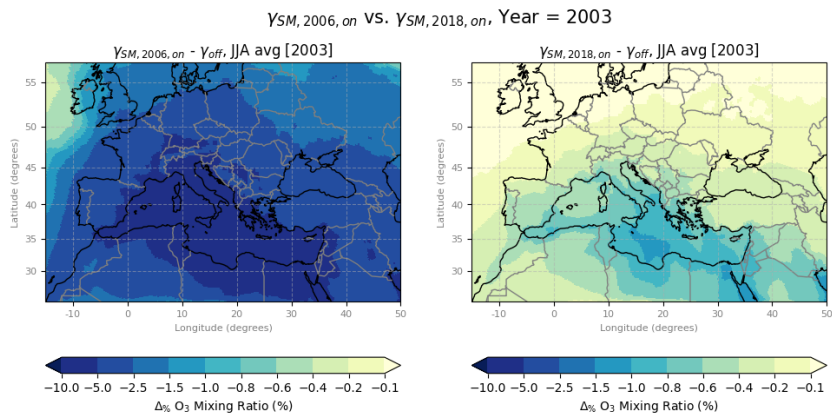 γSM, 2006, on vs. γSM, 2018, on, Year = 2003
γSM, 2006, on - γoff, JJA avg [2003]
55
50
45
40
35
30
-10
0
10
20
30
40
50
Latitude (degrees)
Longitude (degrees)
−10.0 −5.0 −2.5 −1.5 −1.0 −0.6 −0.4 −0.2 −0.1
Δ% O3 Mixing Ratio (%)
γSM, 2018, on - γoff, JJA avg [2003]
55
50
45
40
35
30
-10
0
10
20
30
40
50
Latitude (degrees)
Longitude (degrees)
−10.0 −5.0 −2.5 −1.5 −1.0 −0.6 −0.4 −0.2 −0.1
Δ% O3 Mixing Ratio (%)